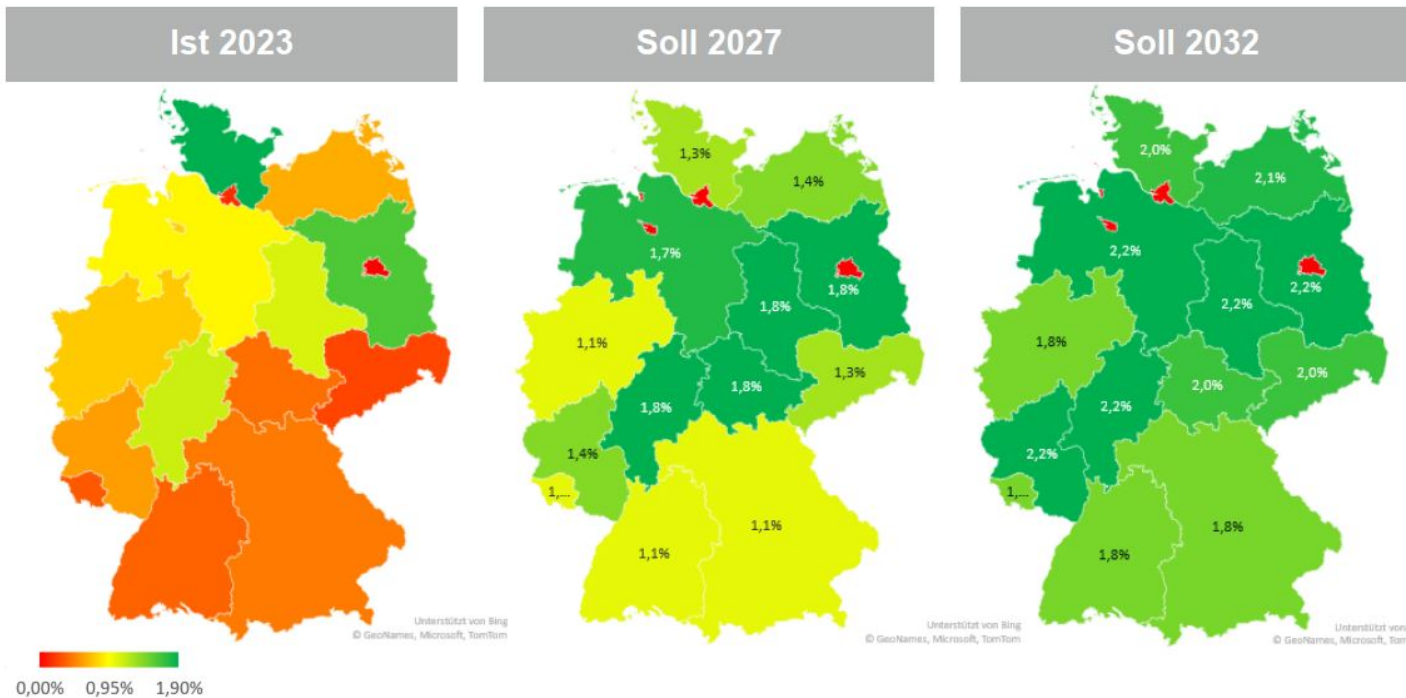 Ist 2023
Soll 2027
Soll 2032
1,3%
1,4%
1,7%
1,8%
1,8%
1,1%
1,3%
1,8%
1,8%
1,4%
1,...
1,1%
1,1%
2,0%
2,1%
2,2%
2,2%
2,2%
1,8%
2,0%
2,0%
2,2%
2,2%
1,...
1,8%
1,8%
Unterstützt von Bing
© GeoNames, Microsoft, TomTom
Unterstützt von Bing
© GeoNames, Microsoft, TomTom
Unterstützt von
© GeoNames, Microsoft, TomTom
0,00% 0,95% 1,90%